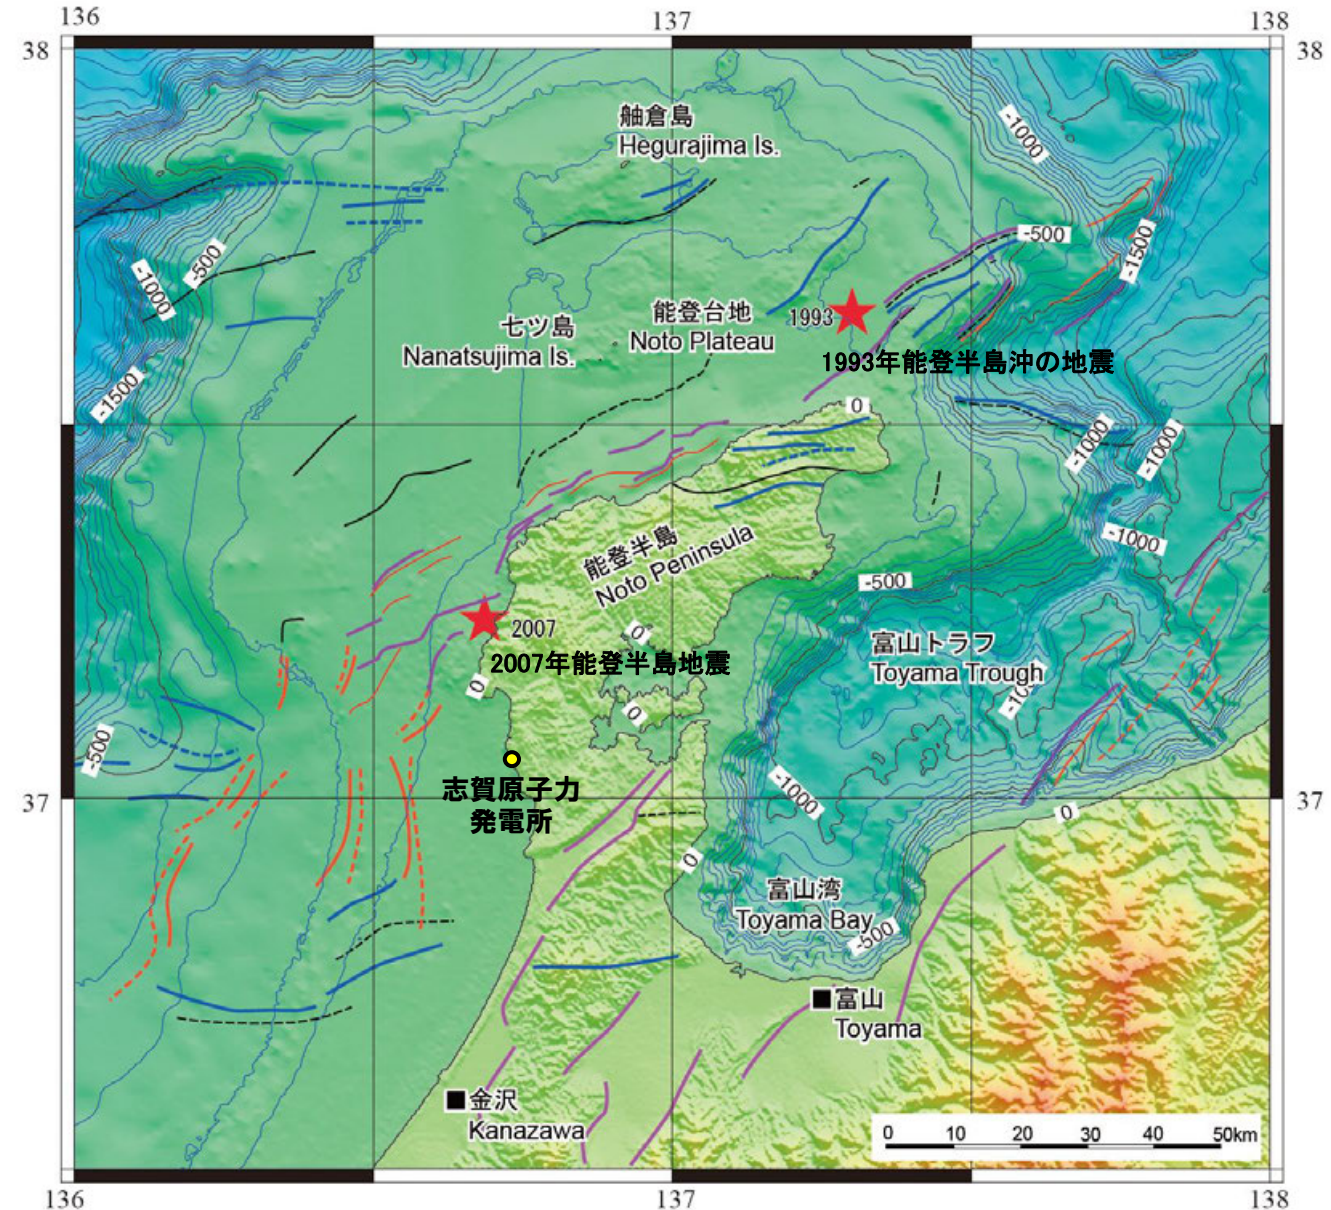 136
137
138
38
38
舳倉島
Hegurajima Is.
-1000
-500
-1500
-500
-1000
能登台地
Noto Plateau
1993
七ツ島
Nanatsujima Is.
1993年能登半島沖の地震
-1500
0
-1000
-1000
能登半島
Noto Peninsula
-1000
-500
2007
0
富山トラフ
Toyama Trough
2007年能登半島地震
0
0
-500
志賀原子力
発電所
-1000
37
37
0
0
富山湾
Toyama Bay
-500
富山
Toyama
金沢
Kanazawa
0 10 20 30 40 50km
136
137
138